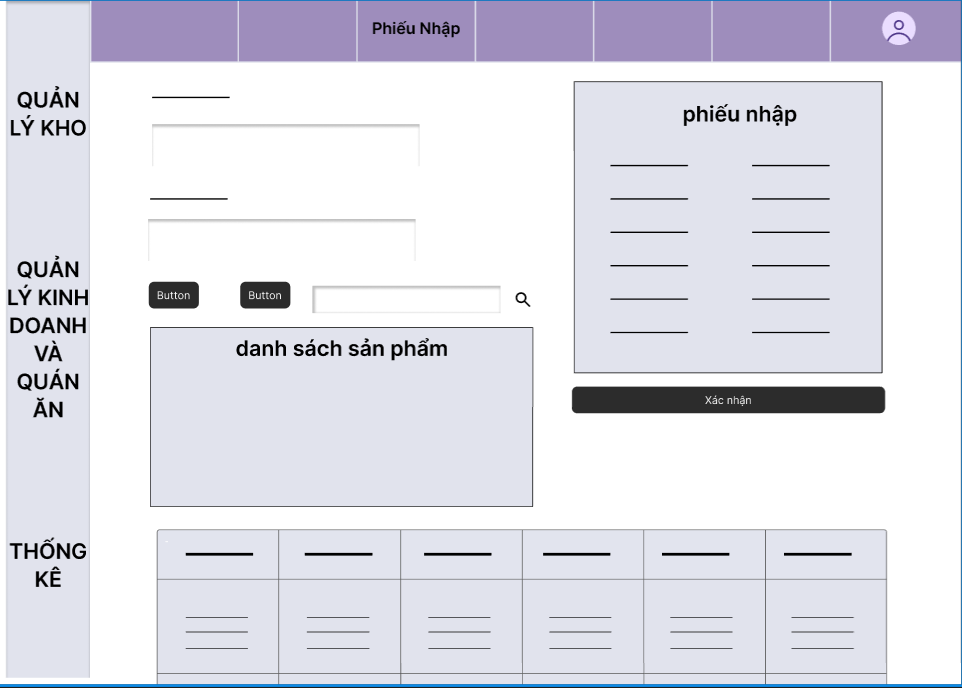 Phiếu Nhập
QUẢN
LÝ KHO
QUẢN
LÝ KINH
DOANH
VÀ
QUÁN
ĂN
THỐNG
KÊ
Button
Button
danh sách sản phẩm
phiếu nhập
Xác nhận